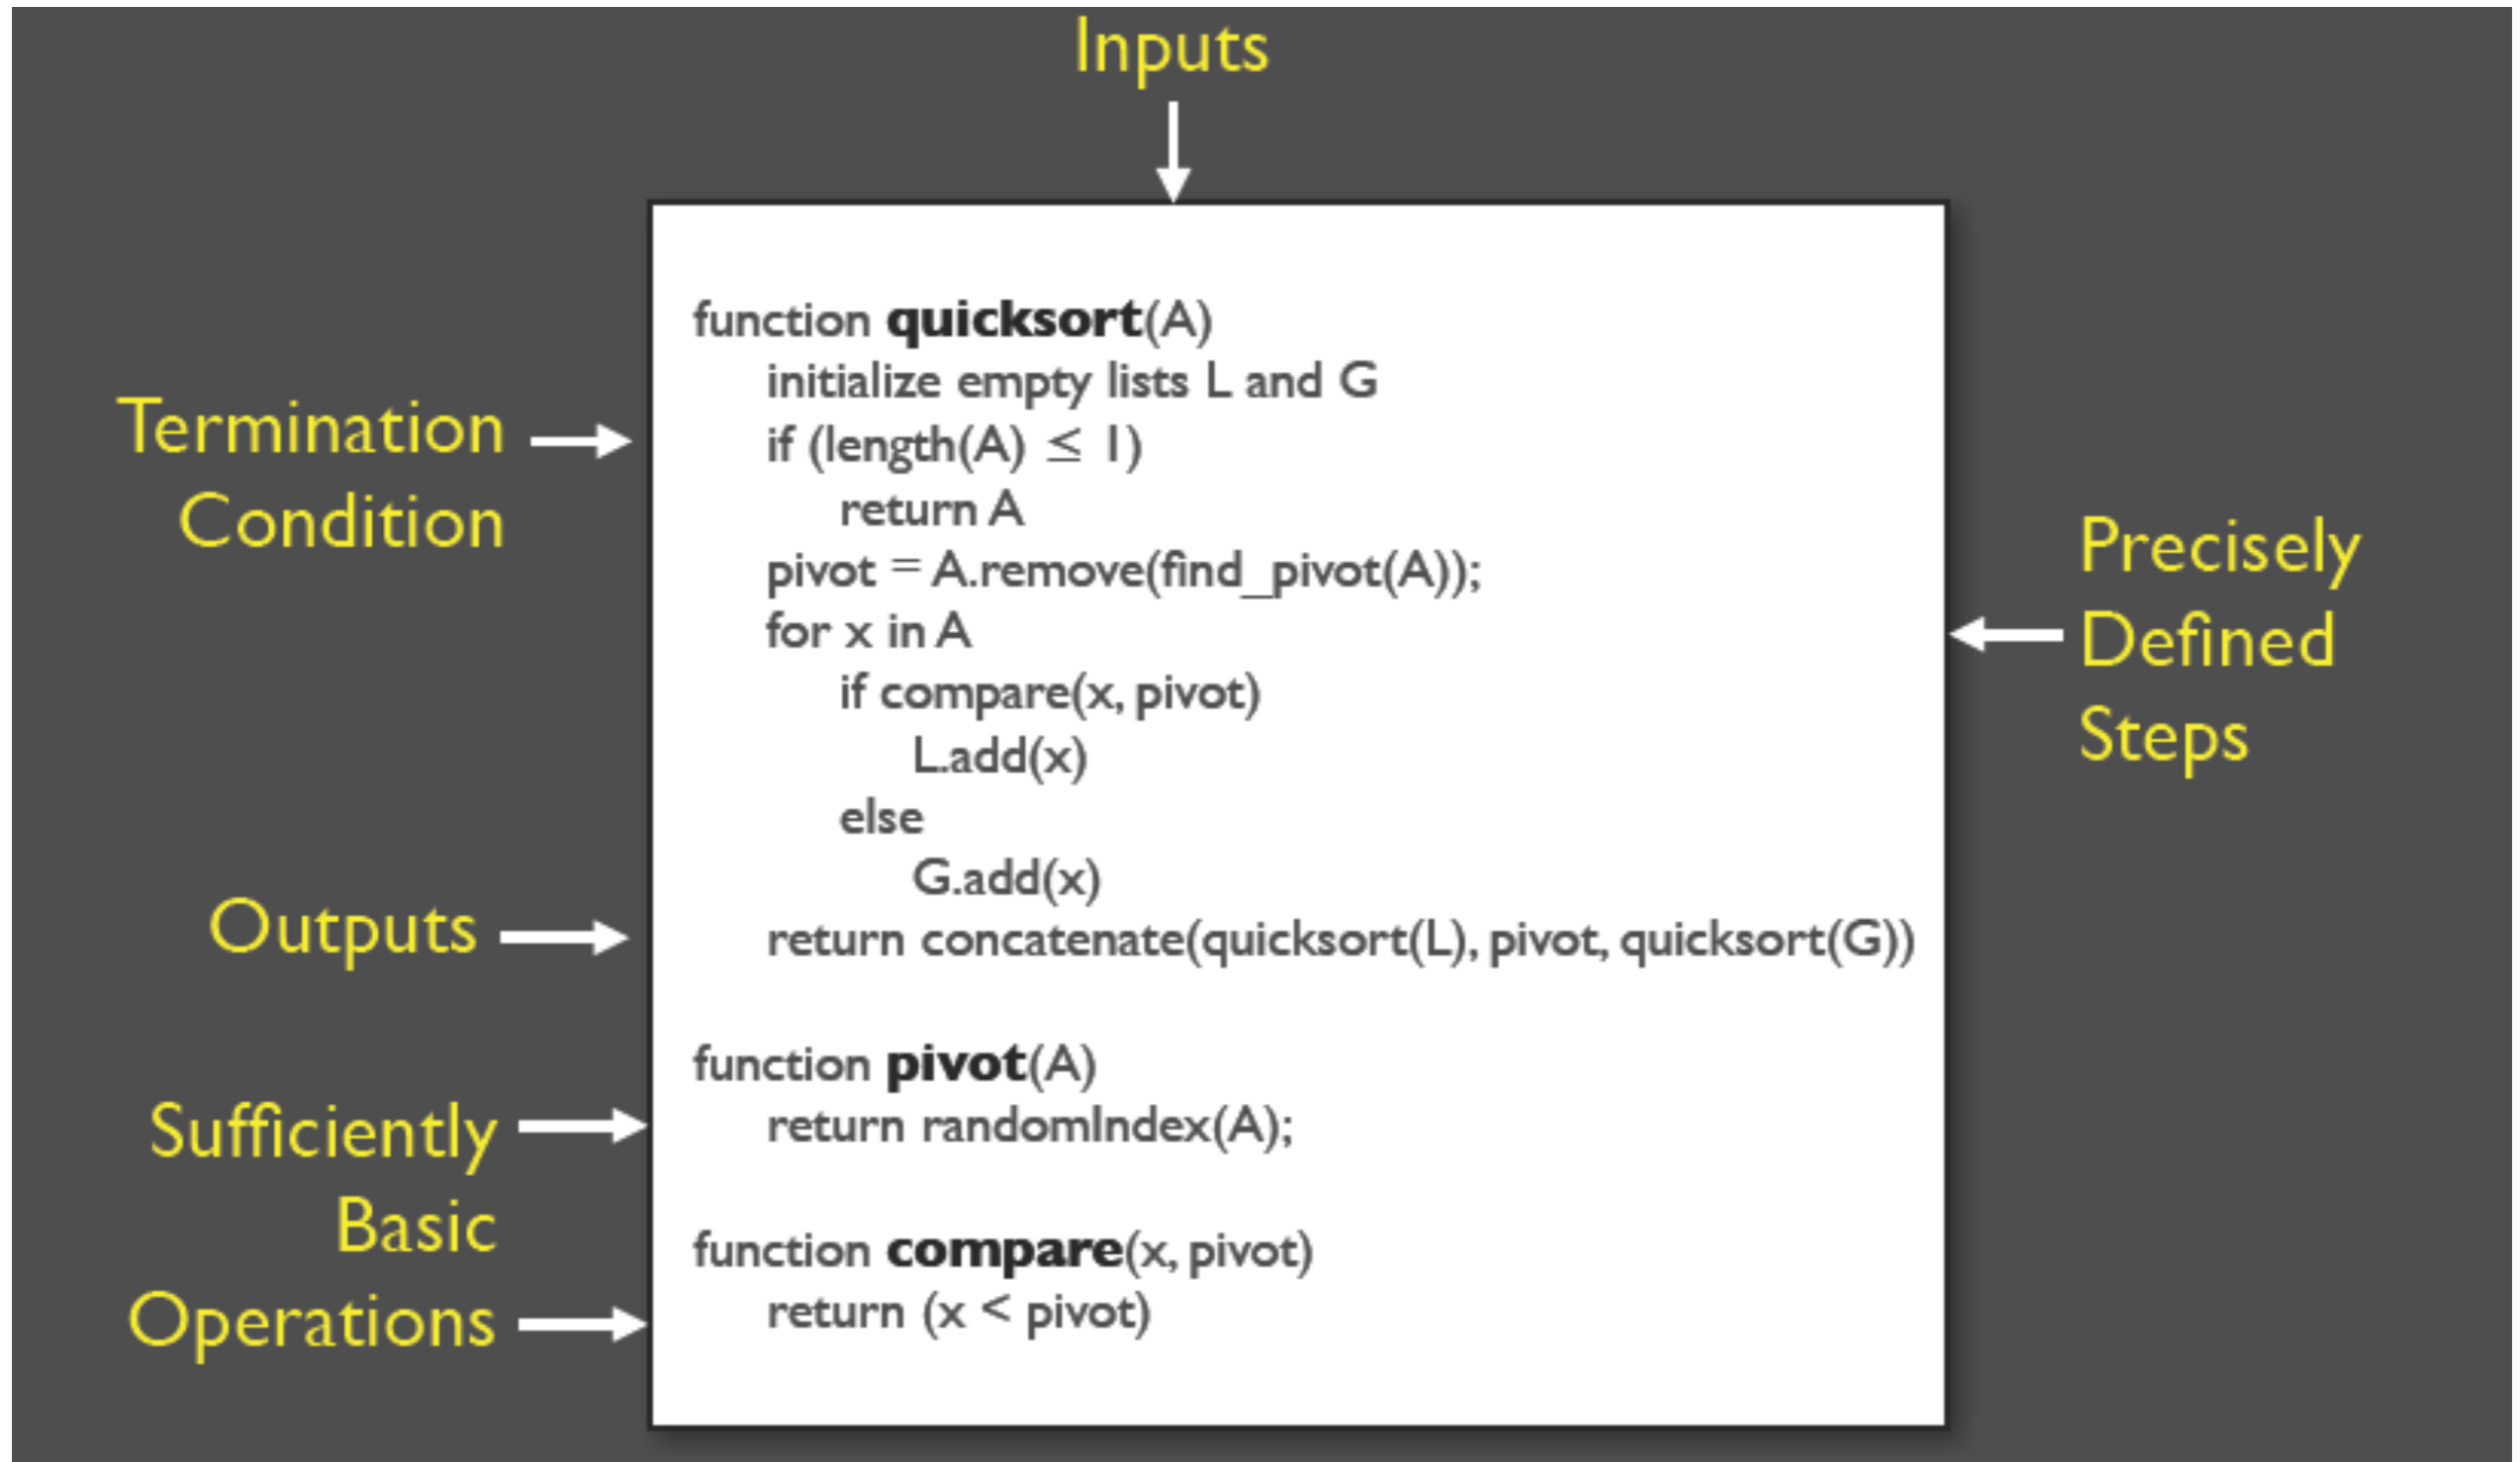 Inputs
function quicksort(A)
initialize empty lists L and G
if (length(A) ≤ 1)
return A
pivot = A.remove(find_pivot(A));
for x in A
if compare(x, pivot)
L.add(x)
else
G.add(x)
return concatenate(quicksort(L), pivot, quicksort(G))
function pivot(A)
return randomIndex(A);
function compare(x, pivot)
return (x < pivot)
Termination
Condition
Outputs
Sufficiently
Basic
Operations
Precisely
Defined
Steps